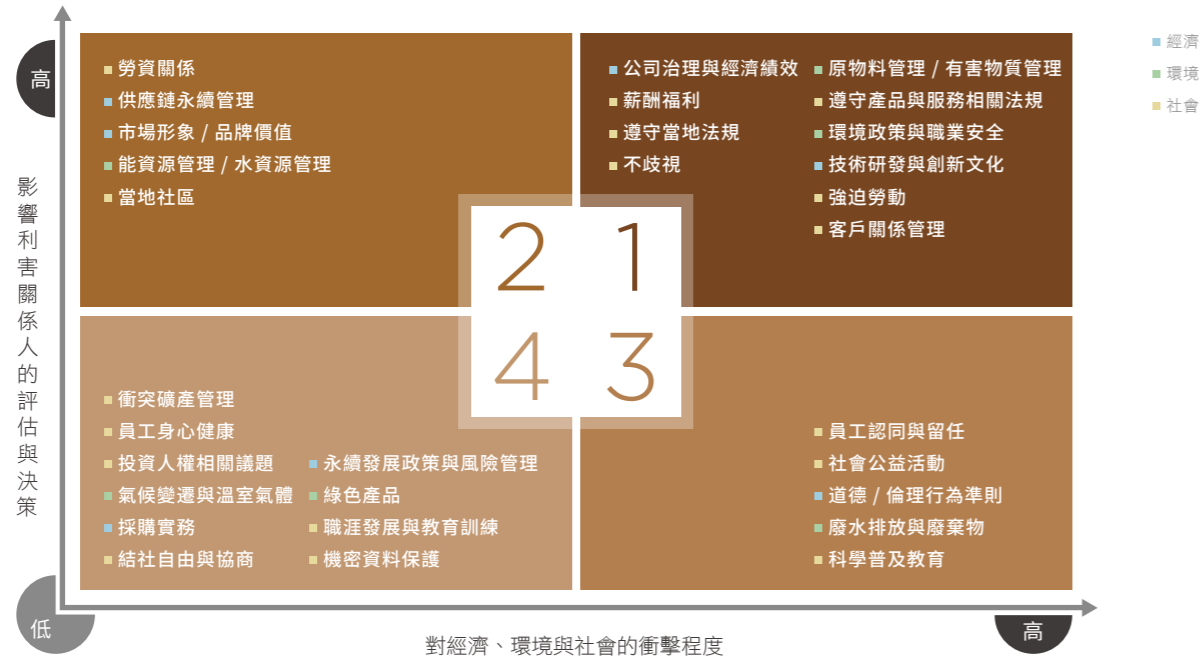 高
影響利害關係人的評估與決策
低
勞資關係
供應鏈永續管理
市場形象 / 品牌價值
能資源管理 / 水資源管理
當地社區
公司治理與經濟績效
薪酬福利
遵守當地法規
不歧視
原物料管理 / 有害物質管理
遵守產品與服務相關法規
環境政策與職業安全
技術研發與創新文化
強迫勞動
客戶關係管理
經濟
環境
社會
2 1
4 3
衝突礦產管理
員工身心健康
投資人權相關議題
氣候變遷與溫室氣體
採購實務
結社自由與協商
永續發展政策與風險管理
綠色產品
職涯發展與教育訓練
機密資料保護
員工認同與留任
社會公益活動
道德 / 倫理行為準則
廢水排放與廢棄物
科學普及教育
對經濟、環境與社會的衝擊程度
高